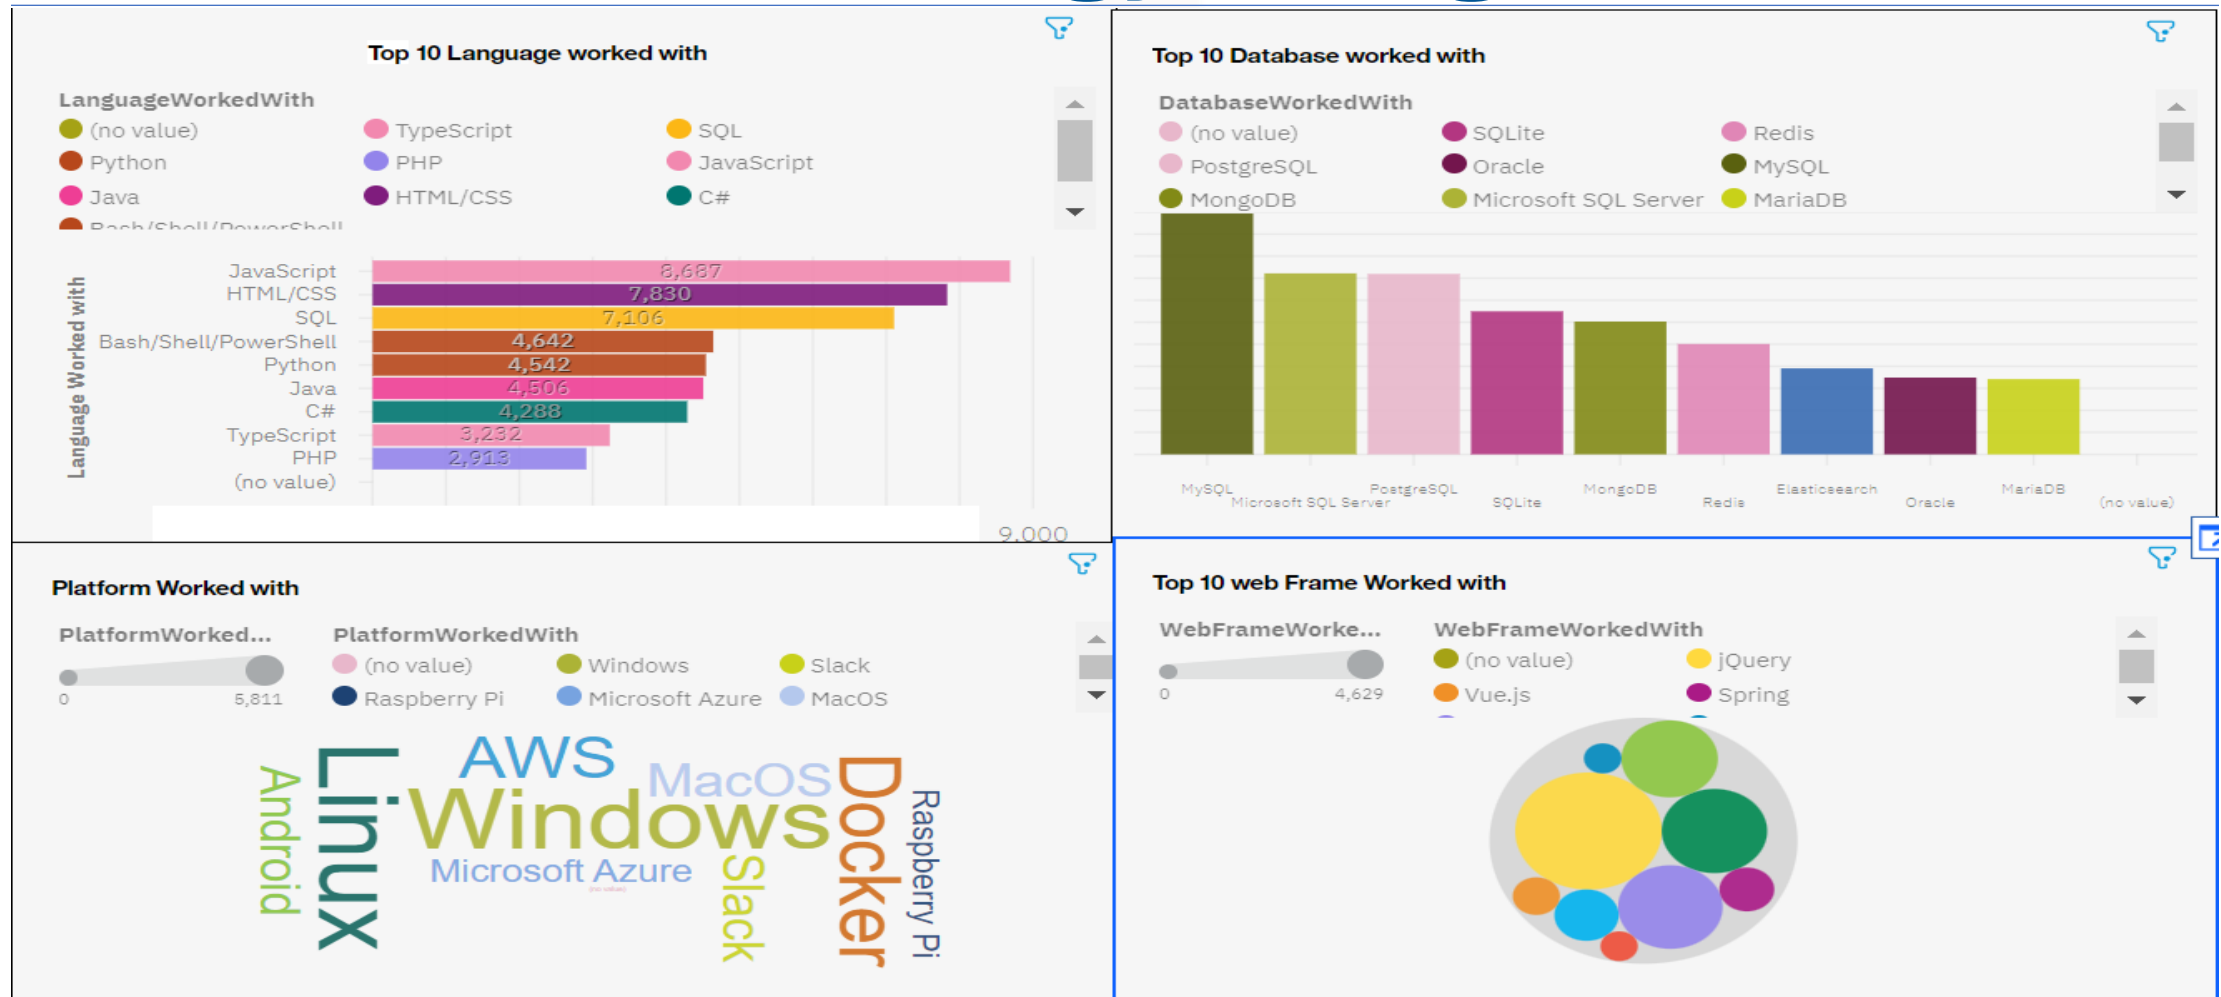 Top 10 Language worked with
LanguageWorkedWith
(no value) TypeScript SQL
Python PHP JavaScript
Java HTML/CSS C#
Bash/Shell/PowerShell
Language Worked with
JavaScript 8,687
HTML/CSS 7,830
SQL 7,106
Bash/Shell/PowerShell 4,642
Python 4,542
Java 4,506
C# 4,288
TypeScript 3,232
PHP 2,913
(no value)
9,000
Top 10 Database worked with
DatabaseWorkedWith
(no value) SQLite Redis
PostgreSQL Oracle MySQL
MongoDB Microsoft SQL Server MariaDB
MySQL PostgreSQL MongoDB Elasticsearch MariaDB
Microsoft SQL Server SQLite Redis Oracle (no value)
Platform Worked with
PlatformWorked... PlatformWorkedWith
(no value) Windows Slack
0 5,811 Raspberry Pi Microsoft Azure MacOS
AWS
MacOS
Android
Linux
Windows
Docker
Raspberry Pi
Microsoft Azure
Slack
(no value)
Top 10 web Frame Worked with
WebFrameWorke... WebFrameWorkedWith
(no value) jQuery
0 4,629 Vue.js Spring